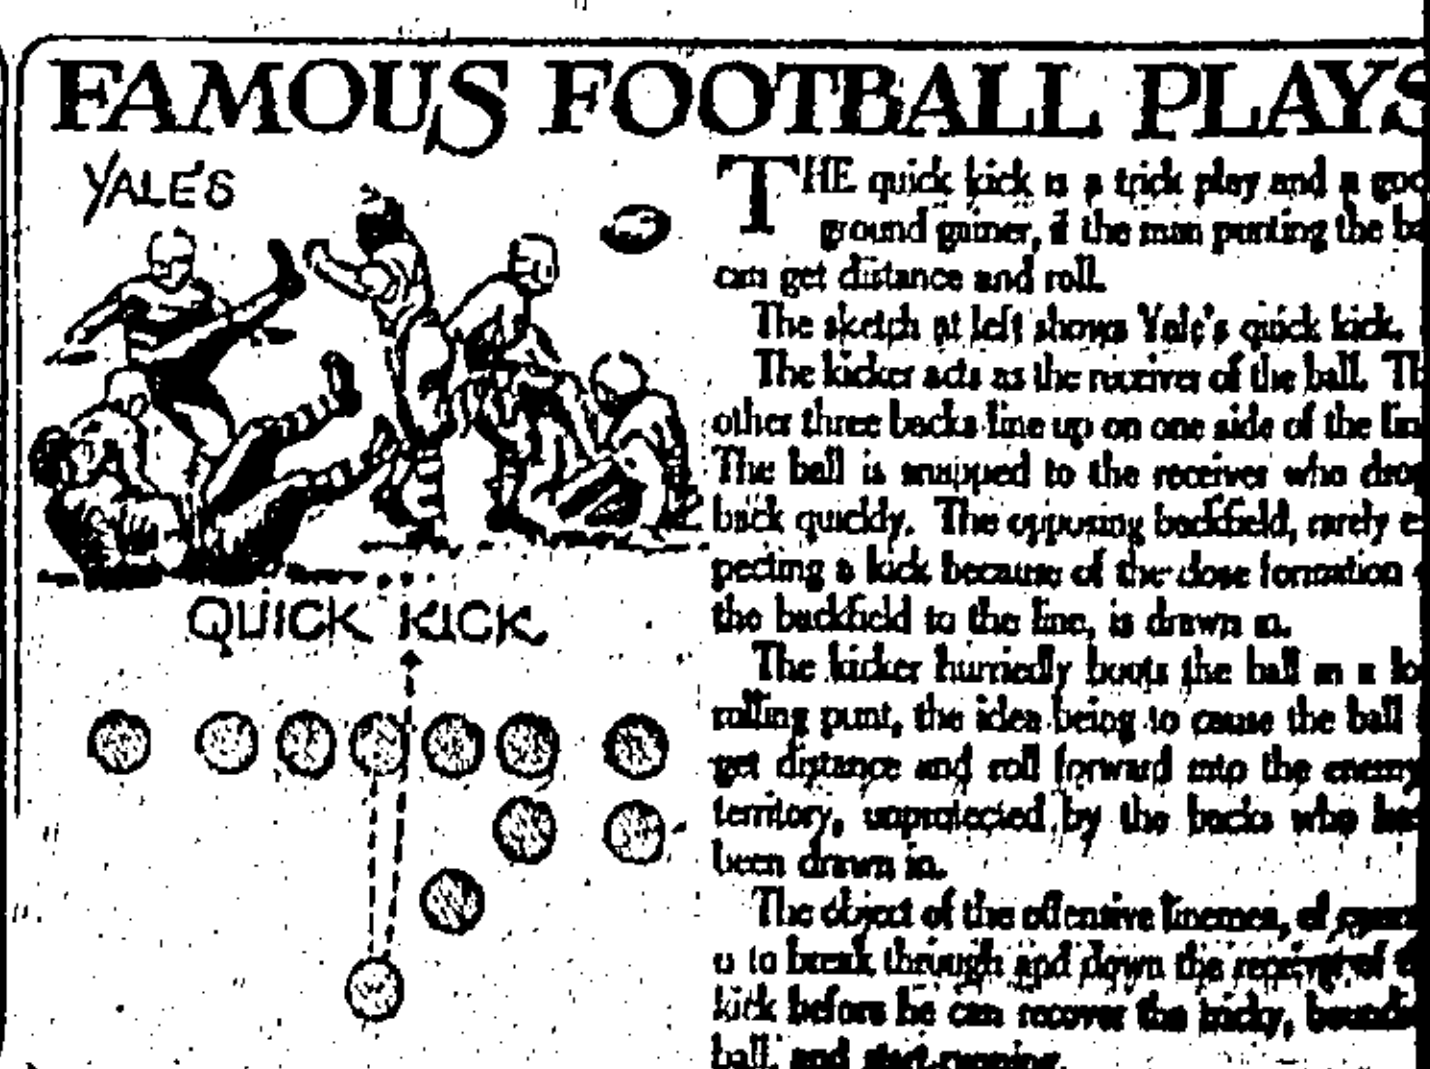 FAMOUS FOOTBALL PLAYS
YALE'S
QUICK KICK
THE quick kick is a trick play and a
ground gainer, if the man punting the
can get distance and roll.
The sketch at left shows Yale's quick kick.
The kicker acts as the receiver of the ball.
other three backs line up on one side of the
The ball is snapped to the receiver who
back quickly. The opposing backfield, rarely
pecting a kick because of the close formation
the backfield to the line, is drawn in.
The kicker hurriedly boots the ball in a
rolling punt, the idea being to cause the ball
get distance and roll forward into the enemy
territory, unprotected by the backs who
been drawn in.
The object of the offensive linemen, of
is to break through and down the receiver of
kick before he can recover the tricky,
ball, and start running.